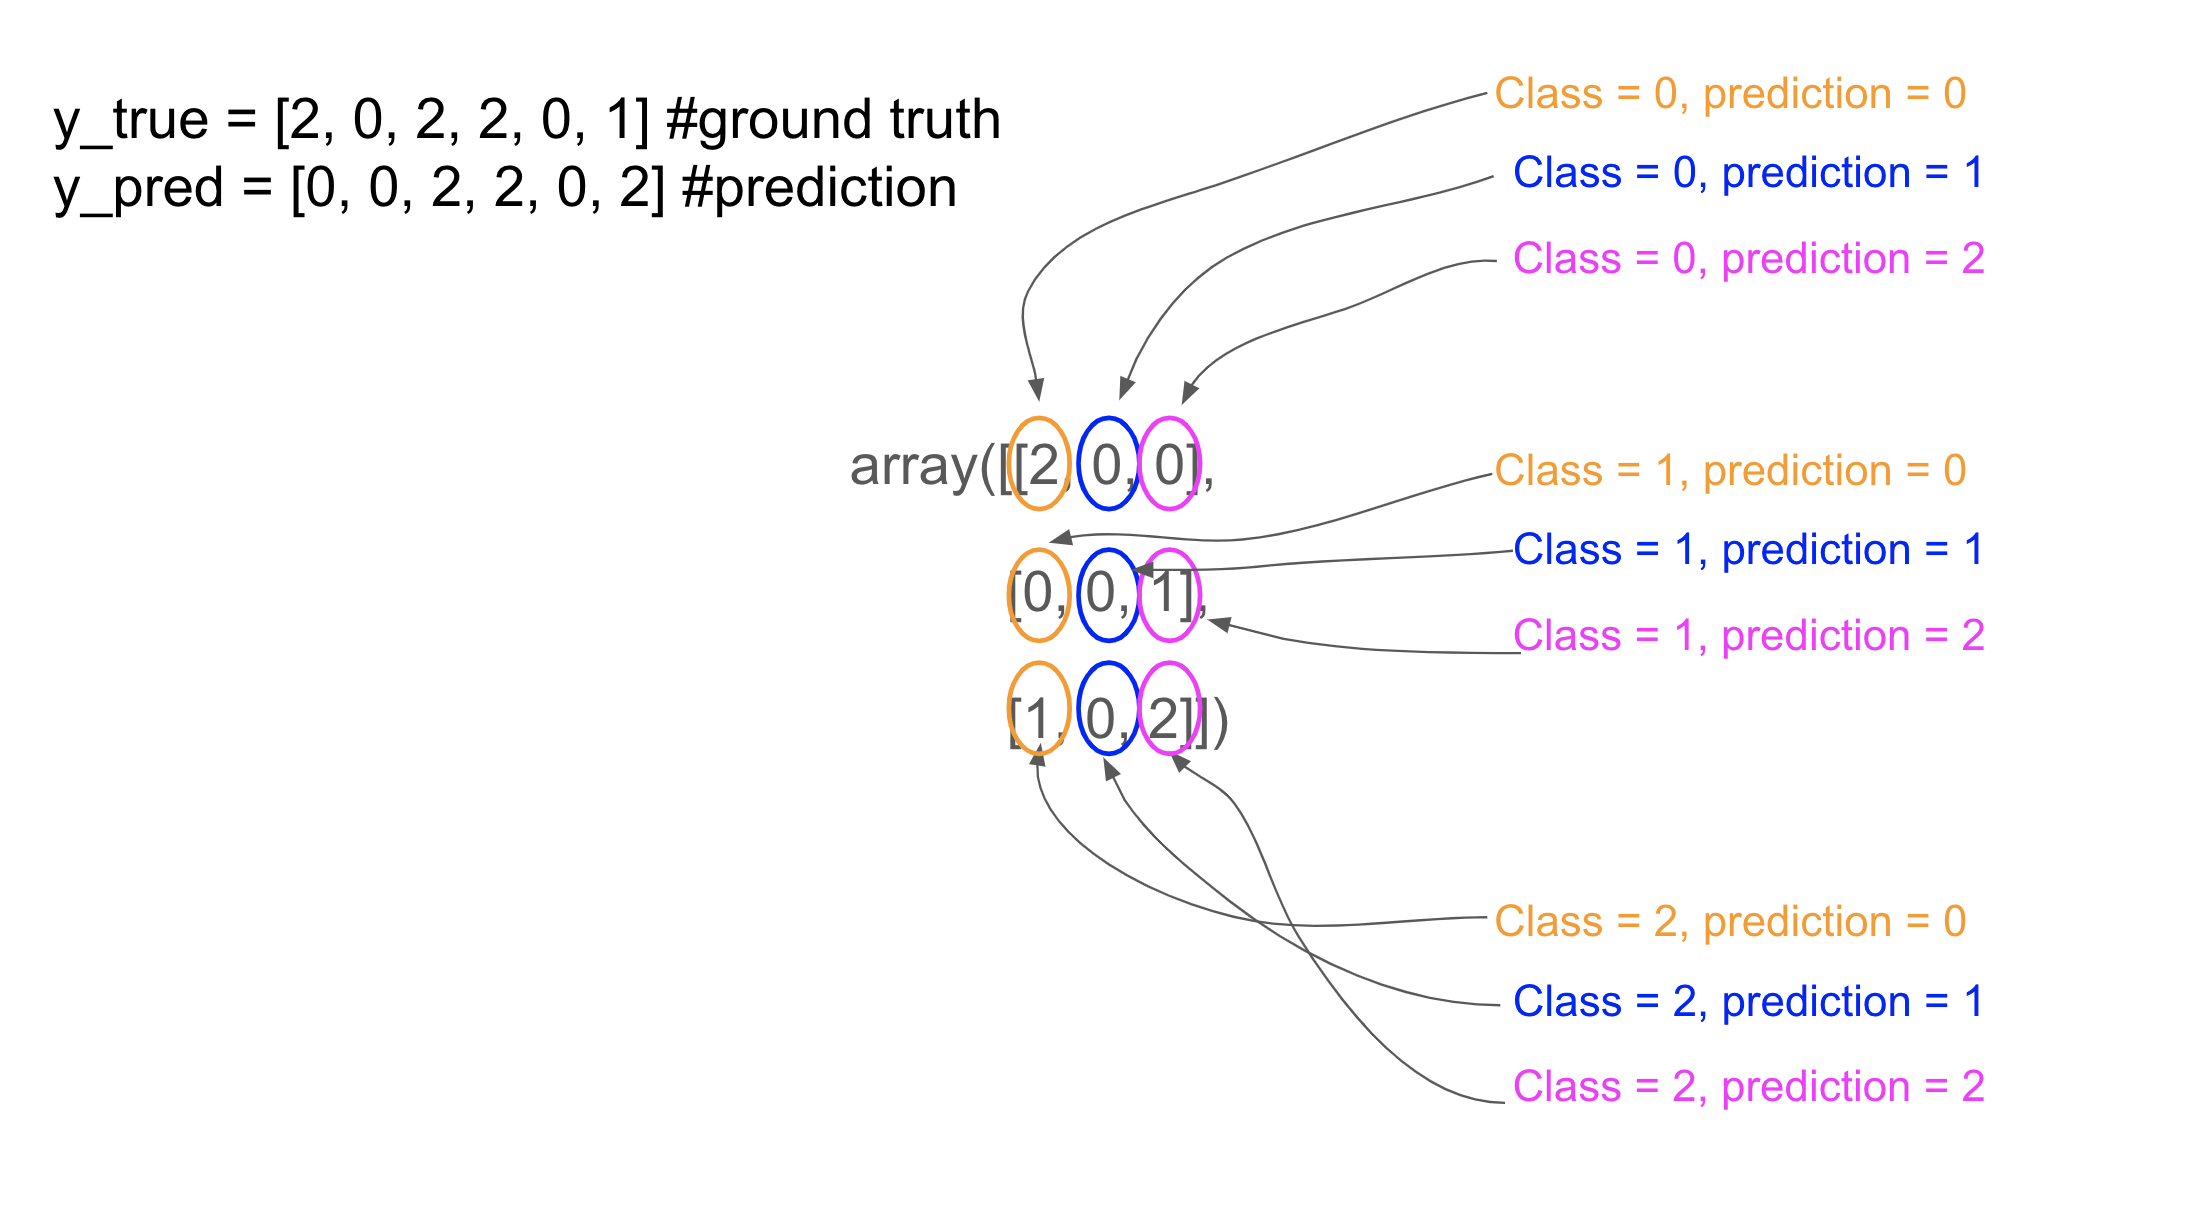 y_true = [2, 0, 2, 2, 0, 1] #ground truth
y_pred = [0, 0, 2, 2, 0, 2] #prediction
Class = 0, prediction = 0
Class = 0, prediction = 1
Class = 0, prediction = 2
array([[2, 0, 0],
[0, 0, 1],
[1, 0, 2]])
Class = 1, prediction = 0
Class = 1, prediction = 1
Class = 1, prediction = 2
Class = 2, prediction = 0
Class = 2, prediction = 1
Class = 2, prediction = 2